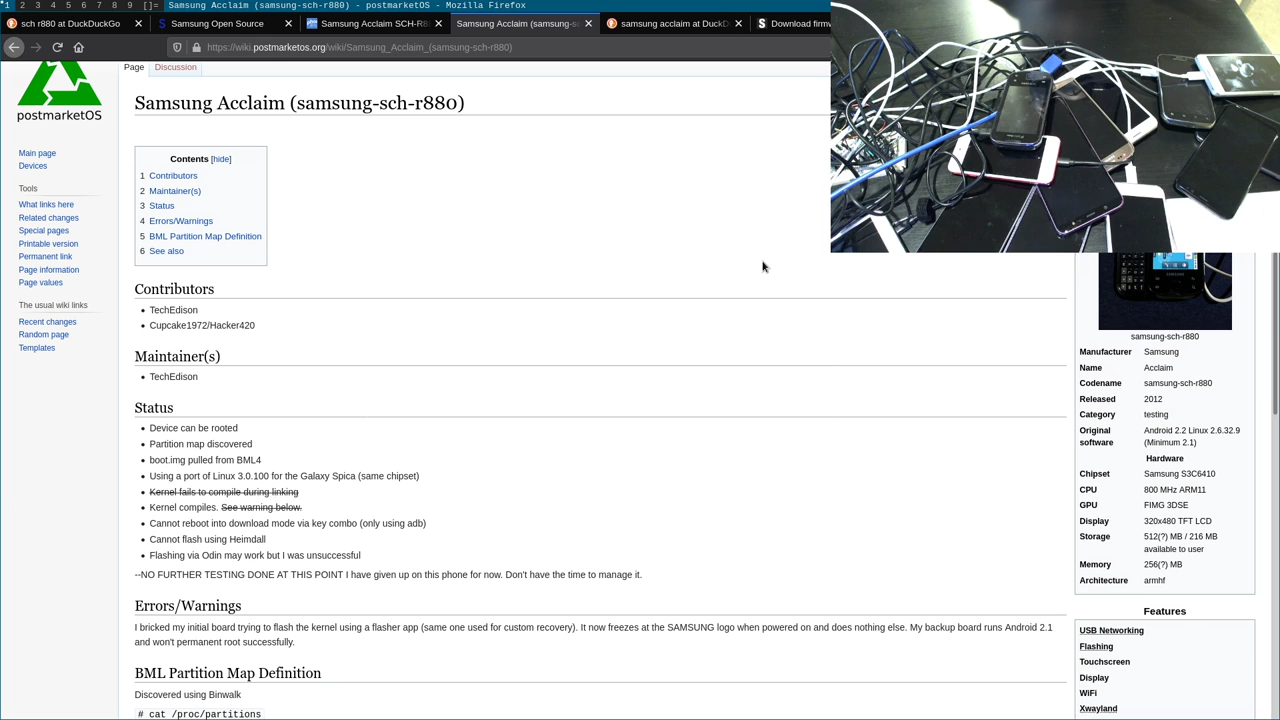 1 2 3 4 5 6 7 8 9 []= Samsung Acclaim (samsung-sch-r880) - postmarketOS — Mozilla Firefox
sch r880 at DuckDuckGo
Samsung Open Source
Samsung Acclaim SCH-R8
Samsung Acclaim (samsung-s
samsung acclaim at DuckD
Download firm
https://wiki.postmarketos.org/wiki/Samsung_Acclaim_(samsung-sch-r880)
postmarketOS
Main page
Devices
Tools
What links here
Related changes
Special pages
Printable version
Permanent link
Page information
Page values
The usual wiki links
Recent changes
Random page
Templates
Page Discussion
Samsung Acclaim (samsung-sch-r880)
Contents [hide]
1 Contributors
2 Maintainer(s)
3 Status
4 Errors/Warnings
5 BML Partition Map Definition
6 See also
Contributors
• TechEdison
• Cupcake1972/Hacker420
Maintainer(s)
• TechEdison
Status
• Device can be rooted
• Partition map discovered
• boot.img pulled from BML4
• Using a port of Linux 3.0.100 for the Galaxy Spica (same chipset)
• Kernel fails to compile during linking
• Kernel compiles. See warning below.
• Cannot reboot into download mode via key combo (only using adb)
• Cannot flash using Heimdall
• Flashing via Odin may work but I was unsuccessful
--NO FURTHER TESTING DONE AT THIS POINT I have given up on this phone for now. Don't have the time to manage it.
Errors/Warnings
I bricked my initial board trying to flash the kernel using a flasher app (same one used for custom recovery). It now freezes at the SAMSUNG logo when powered on and does nothing else. My backup board runs Android 2.1
and won't permanent root successfully.
BML Partition Map Definition
Discovered using Binwalk
# cat /proc/partitions
SAMSUNG
samsung-sch-r880
Manufacturer Samsung
Name Acclaim
Codename samsung-sch-r880
Released 2012
Category testing
Original Android 2.2 Linux 2.6.32.9
software (Minimum 2.1)
Hardware
Chipset Samsung S3C6410
CPU 800 MHz ARM11
GPU FIMG 3DSE
Display 320x480 TFT LCD
Storage 512(?) MB / 216 MB
available to user
Memory 256(?) MB
Architecture armhf
Features
USB Networking
Flashing
Touchscreen
Display
WiFi
Xwayland